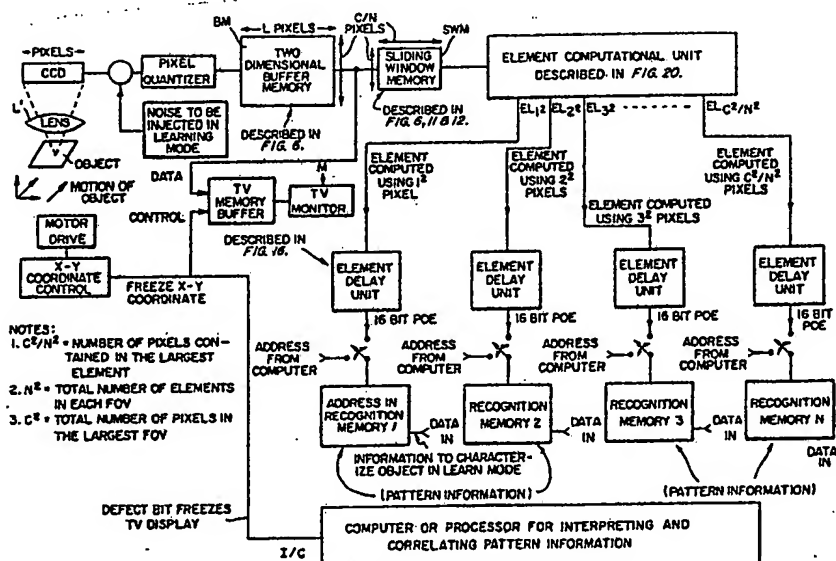 BM
L PIXELS
C/N
PIXELS
SWM
PIXELS
CCD
PIXEL
QUANTIZER
TWO
DIMENSIONAL
BUFFER
MEMORY
SLIDING
WINDOW
MEMORY
ELEMENT COMPUTATIONAL UNIT
DESCRIBED IN FIG. 20.
L'
LENS
OBJECT
NOISE TO BE
INJECTED IN
LEARNING
MODE
DESCRIBED IN
FIG. 6.
DESCRIBED IN
FIG. 6, 11 & 12.
EL1²
EL2²
EL3²
EL C²/N²
MOTION OF
OBJECT
DATA
CONTROL
TV
MEMORY
BUFFER
M
TV
MONITOR
ELEMENT
COMPUTED
USING 1²
PIXEL
ELEMENT
COMPUTED
USING 2²
PIXELS
ELEMENT
COMPUTED
USING 3² PIXELS
ELEMENT
COMPUTED
USING C²/N²
PIXELS
MOTOR
DRIVE
X-Y
COORDINATE
CONTROL
FREEZE X-Y
COORDINATE
DESCRIBED IN
FIG. 16.
ELEMENT
DELAY
UNIT
ELEMENT
DELAY
UNIT
ELEMENT
DELAY
UNIT
ELEMENT
DELAY
UNIT
16 BIT POE
16 BIT POE
16 BIT POE
16 BIT
POE
ADDRESS
FROM
COMPUTER
ADDRESS
FROM
COMPUTER
ADDRESS
FROM
COMPUTER
ADDRESS
FROM
COMPUTER
NOTES:
1. C²/N² = NUMBER OF PIXELS CON-
TAINED IN THE LARGEST
ELEMENT
2. N² = TOTAL NUMBER OF ELEMENTS
IN EACH FOV
3. C² = TOTAL NUMBER OF PIXELS IN
THE LARGEST FOV
ADDRESS IN
RECOGNITION
MEMORY 1
DATA
IN
RECOGNITION
MEMORY 2
DATA
IN
RECOGNITION
MEMORY 3
DATA
IN
RECOGNITION
MEMORY N
DATA
IN
INFORMATION TO CHARACTER-
IZE OBJECT IN LEARN MODE
(PATTERN INFORMATION)
(PATTERN INFORMATION)
DEFECT BIT FREEZES
TV DISPLAY
I/C
COMPUTER OR PROCESSOR FOR INTERPRETING AND
CORRELATING PATTERN INFORMATION